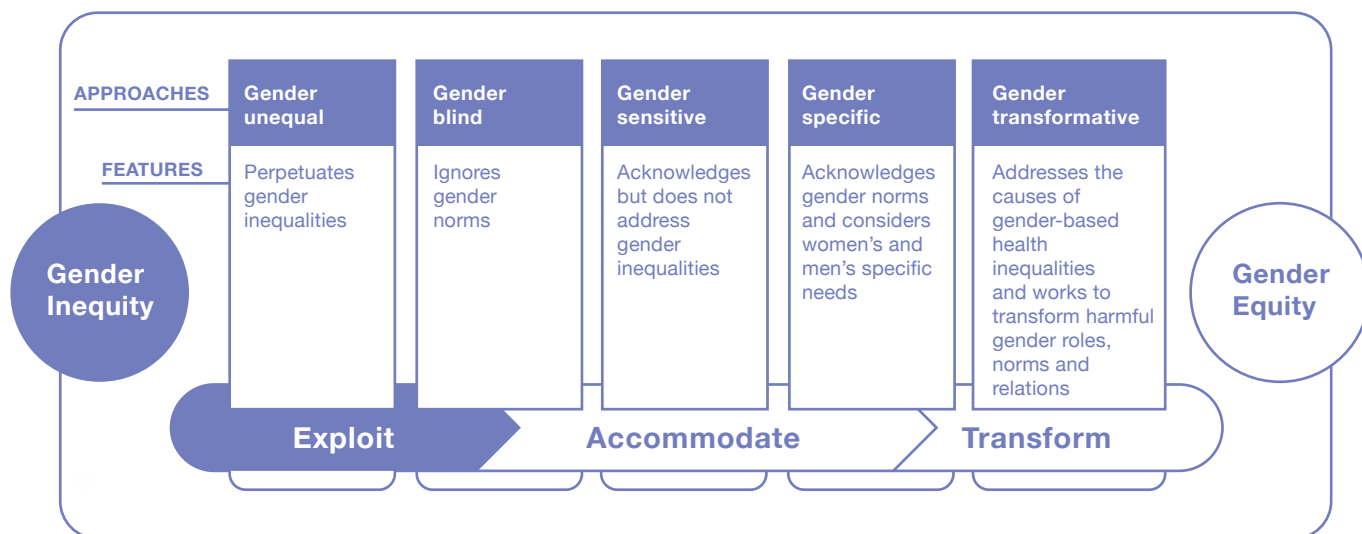 APPROACHES
Gender
unequal
Gender
blind
Gender
sensitive
Gender
specific
Gender
transformative
FEATURES
Perpetuates
gender
inequalities
Ignores
gender
norms
Acknowledges
but does not
address
gender
inequalities
Acknowledges
gender norms
and considers
women’s and
men’s specific
needs
Addresses the
causes of
gender-based
health
inequalities
and works to
transform harmful
gender roles,
norms and
relations
Gender
Inequity
Gender
Equity
Exploit
Accommodate
Transform